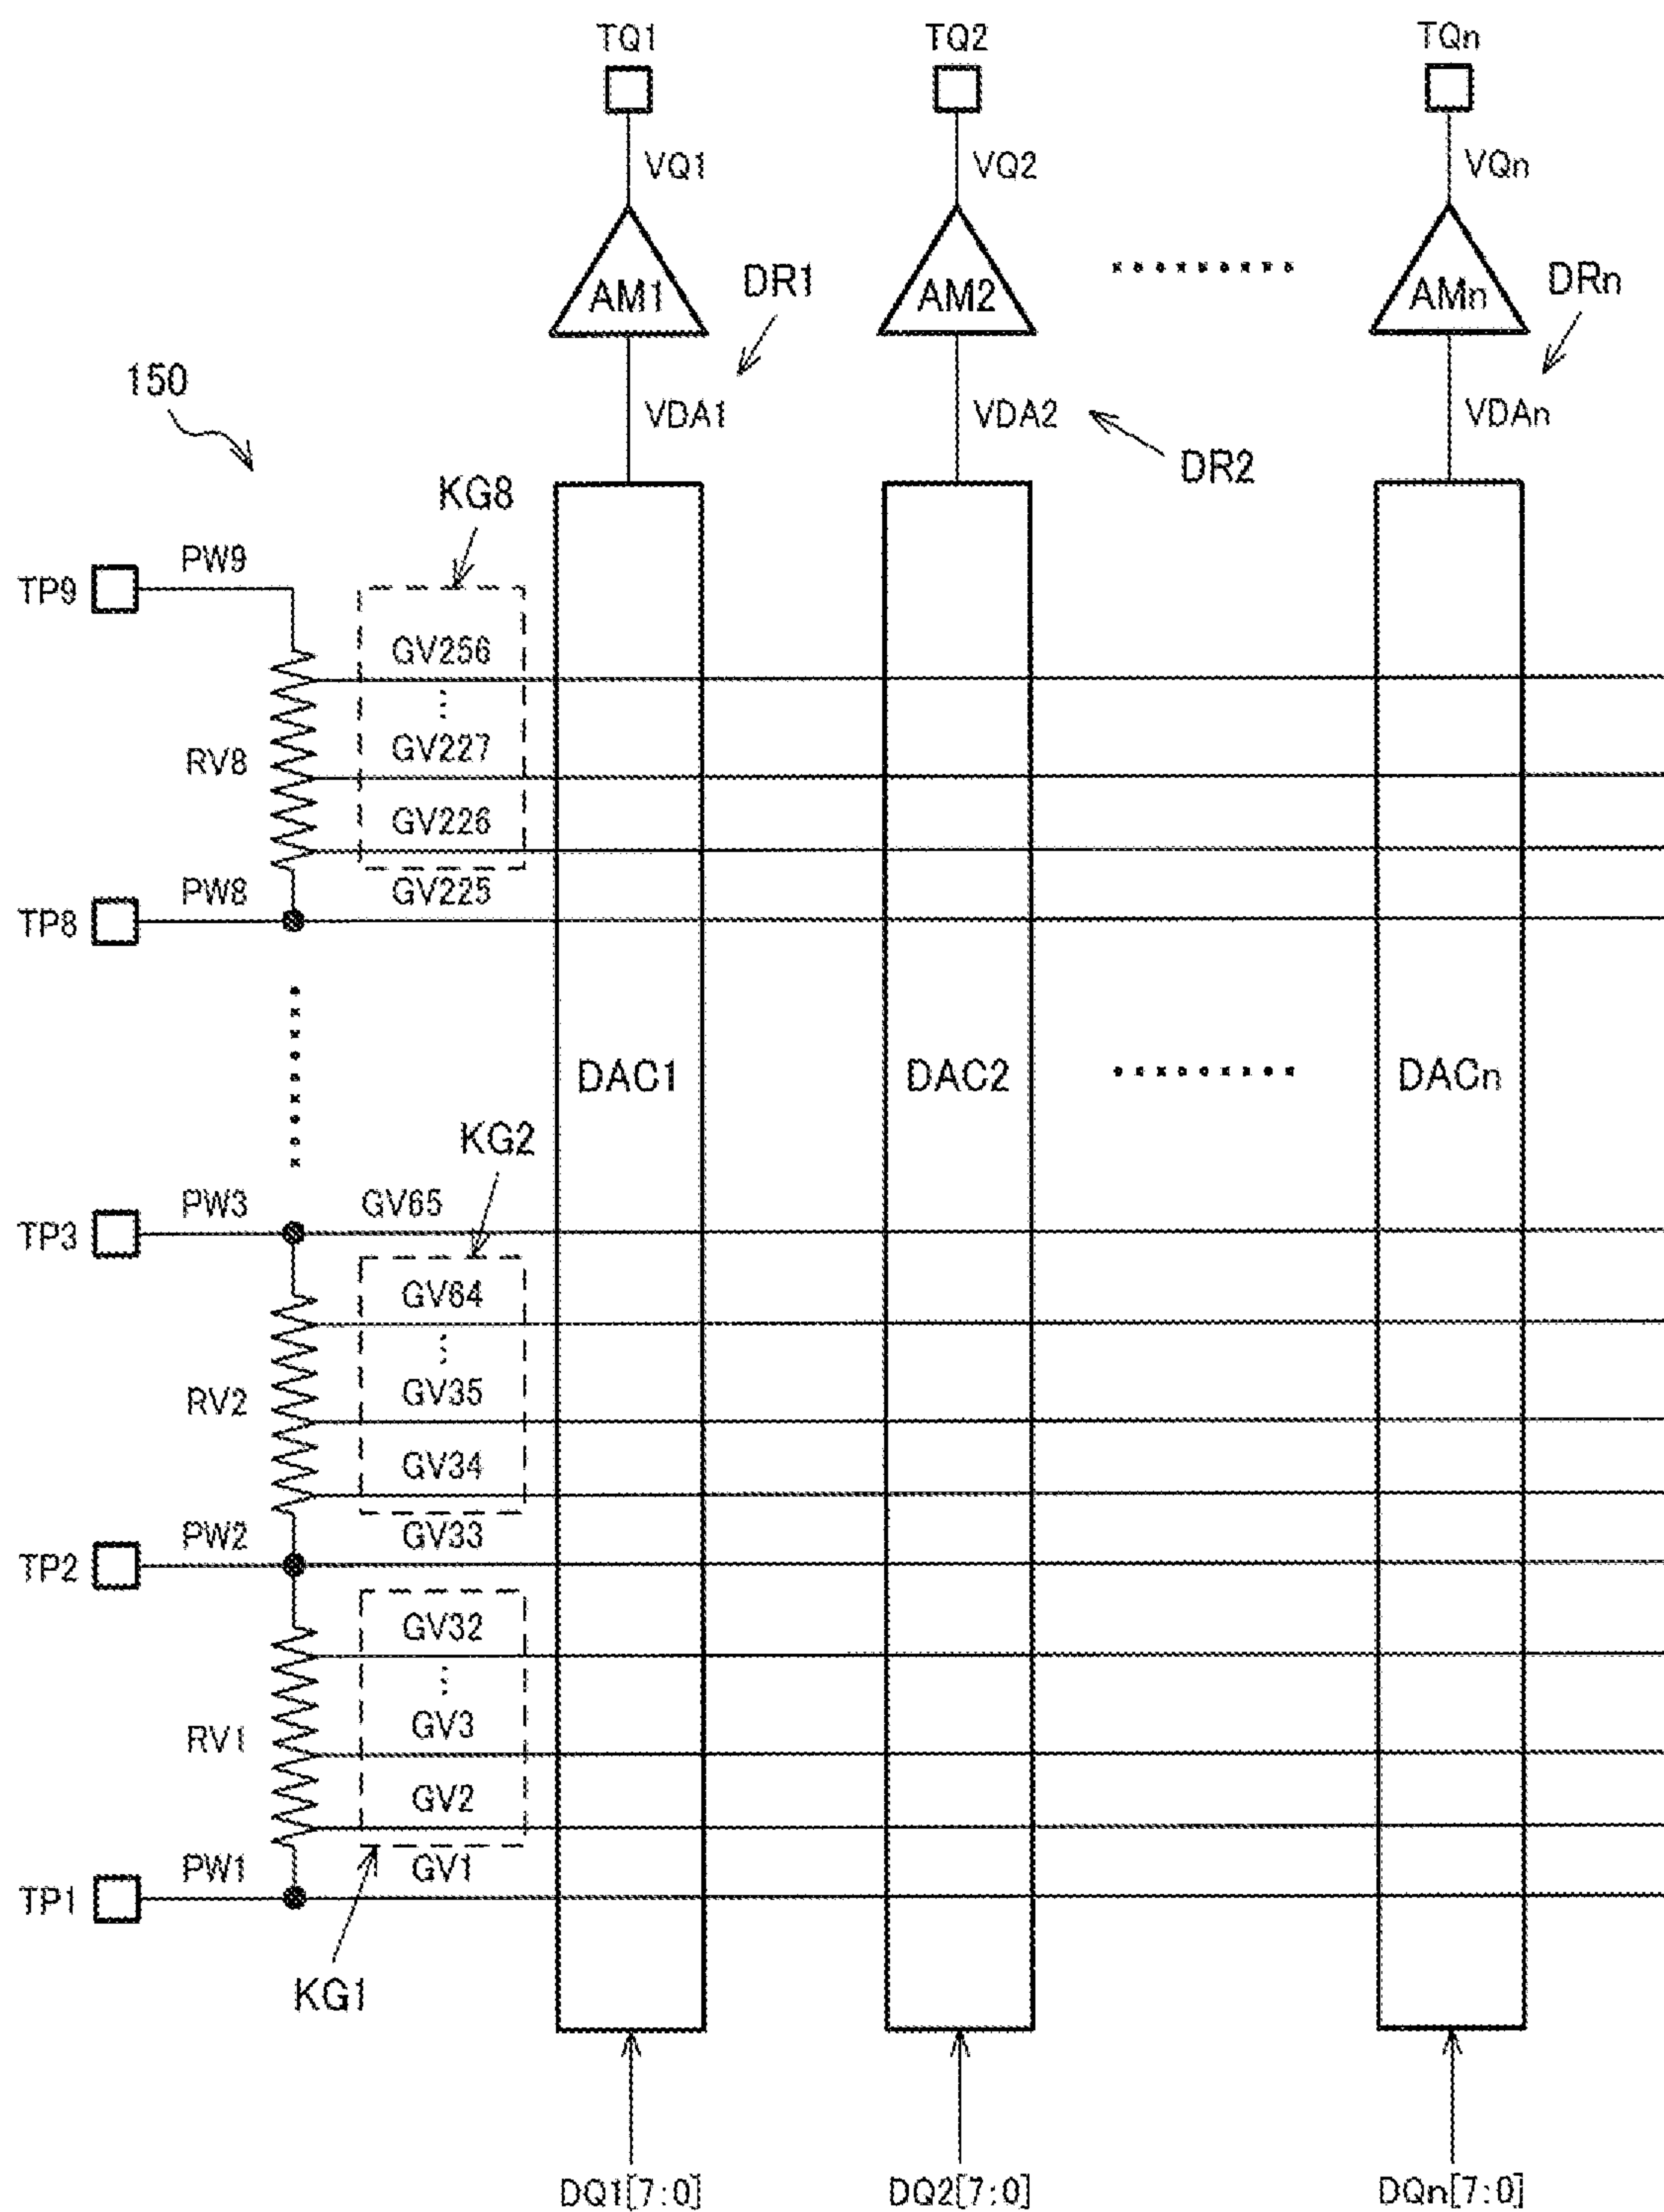 TQ1 TQ2 TQn
VQ1 VQ2 VQn
AM1 DR1 AM2 AMn DRn
150
VDA1 VDA2 VDAn
DR2
KG8
PW9
TP9
GV256
GV227
RV8
GV226
PW8 GV225
TP8
DAC1 DAC2 DACn
KG2
PW3 GV65
TP3
GV64
GV35
RV2
GV34
PW2 GV33
TP2
GV32
GV3
RV1
GV2
PW1 GV1
TP1
KG1
DQ1[7:0] DQ2[7:0] DQn[7:0]